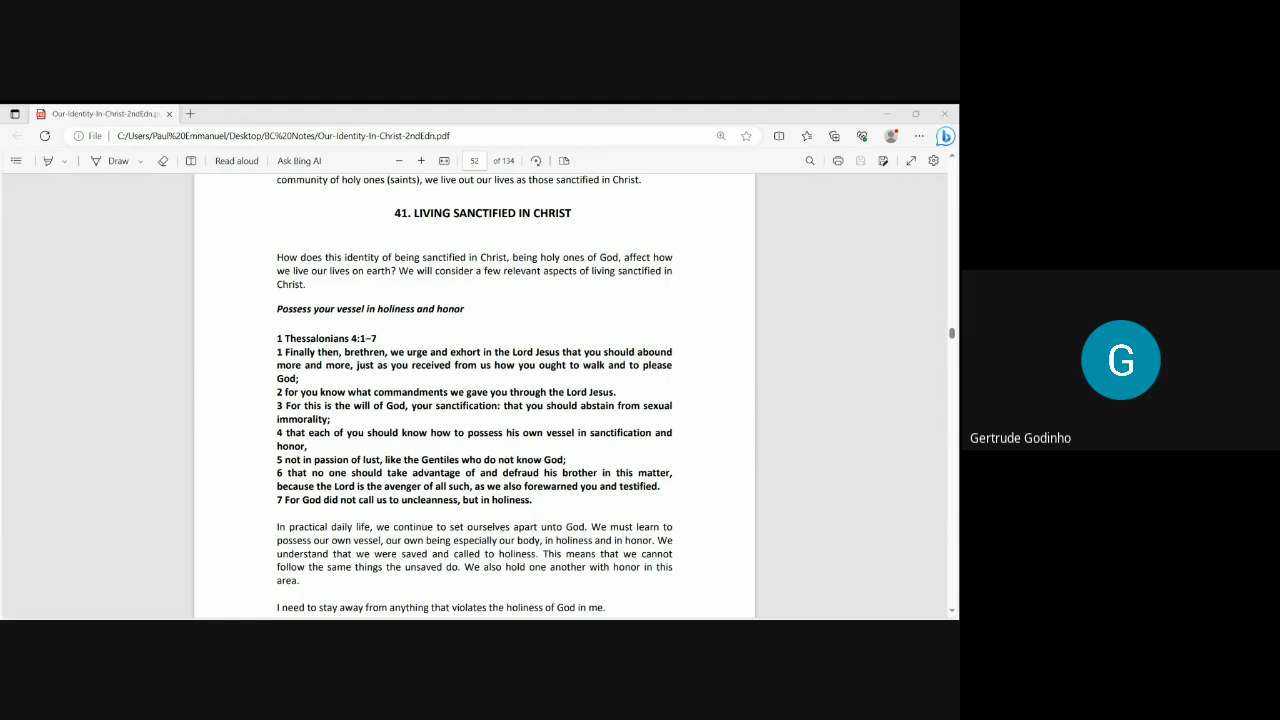 Our-Identity-In-Christ-2ndEdn.p
File
C:/Users/Paul%20Emmanuel/Desktop/BC%20Notes/Our-Identity-In-Christ-2ndEdn.pdf
Draw
Read aloud
Ask Bing AI
52
of 134
community of holy ones (saints), we live out our lives as those sanctified in Christ.
41. LIVING SANCTIFIED IN CHRIST
How does this identity of being sanctified in Christ, being holy ones of God, affect how
we live our lives on earth? We will consider a few relevant aspects of living sanctified in
Christ.
Possess your vessel in holiness and honor
1 Thessalonians 4:1–7
1 Finally then, brethren, we urge and exhort in the Lord Jesus that you should abound
more and more, just as you received from us how you ought to walk and to please
God;
2 for you know what commandments we gave you through the Lord Jesus.
3 For this is the will of God, your sanctification: that you should abstain from sexual
immorality;
4 that each of you should know how to possess his own vessel in sanctification and
honor,
5 not in passion of lust, like the Gentiles who do not know God;
6 that no one should take advantage of and defraud his brother in this matter,
because the Lord is the avenger of all such, as we also forewarned you and testified.
7 For God did not call us to uncleanness, but in holiness.
In practical daily life, we continue to set ourselves apart unto God. We must learn to
possess our own vessel, our own being especially our body, in holiness and in honor. We
understand that we were saved and called to holiness. This means that we cannot
follow the same things the unsaved do. We also hold one another with honor in this
area.
I need to stay away from anything that violates the holiness of God in me.
G
Gertrude Godinho